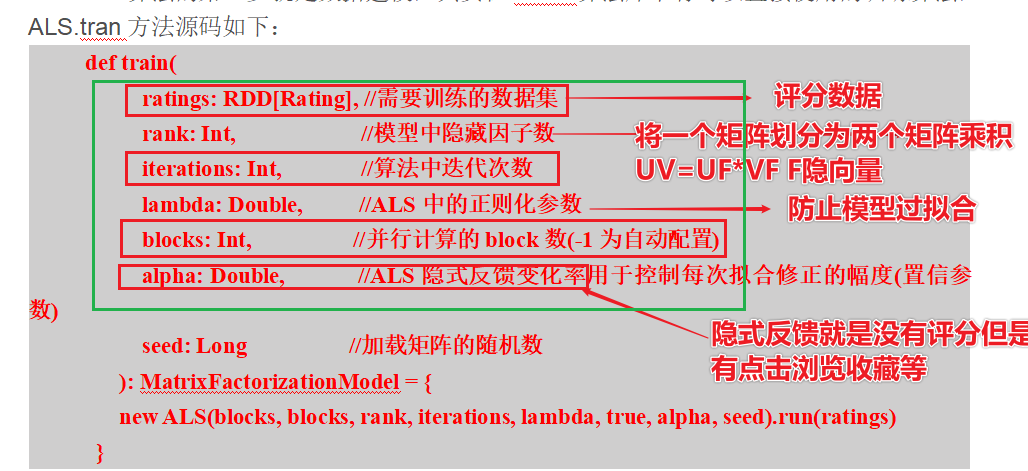 ALS.tran 方法源码如下：
def train(
ratings: RDD[Rating], //需要训练的数据集
评分数据
rank: Int, //模型中隐藏因子数
将一个矩阵划分为两个矩阵乘积
UV=UF*VF F隐向量
iterations: Int, //算法中迭代次数
lambda: Double, //ALS 中的正则化参数
防止模型过拟合
blocks: Int, //并行计算的 block 数(-1 为自动配置)
alpha: Double, //ALS 隐式反馈变化率用于控制每次拟合修正的幅度(置信参
数)
隐式反馈就是没有评分但是
有点击浏览收藏等
seed: Long //加载矩阵的随机数
): MatrixFactorizationModel = {
new ALS(blocks, blocks, rank, iterations, lambda, true, alpha, seed).run(ratings)
}